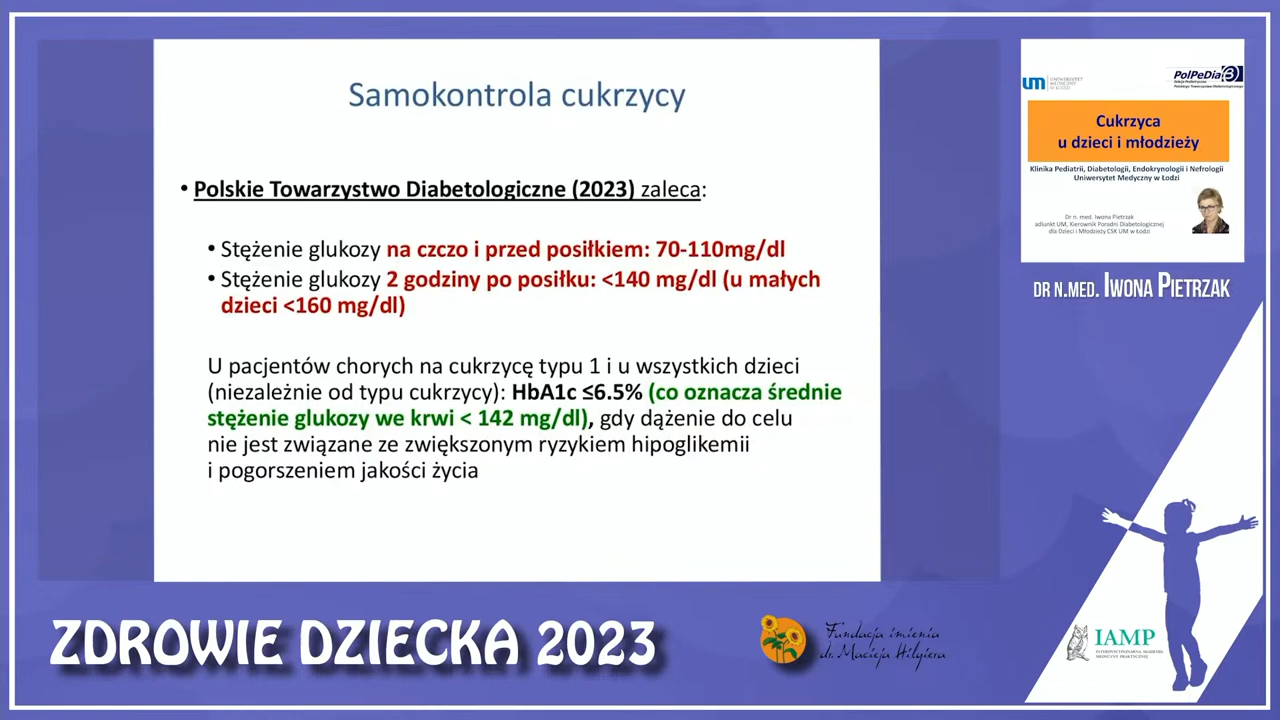 Samokontrola cukrzycy
• Polskie Towarzystwo Diabetologiczne (2023) zaleca:
• Stężenie glukozy na czczo i przed posiłkiem: 70-110mg/dl
• Stężenie glukozy 2 godziny po posiłku: <140 mg/dl (u małych
dzieci <160 mg/dl)
U pacjentów chorych na cukrzycę typu 1 i u wszystkich dzieci
(niezależnie od typu cukrzycy): HbA1c ≤6.5% (co oznacza średnie
stężenie glukozy we krwi < 142 mg/dl), gdy dążenie do celu
nie jest związane ze zwiększonym ryzykiem hipoglikemii
i pogorszeniem jakości życia
um UNIWERSYTET
MEDYCZNY
W ŁODZI
PolPeDia
Sekcja Pediatryczna
Polskiego Towarzystwa Diabetologicznego
Cukrzyca
u dzieci i młodzieży
Klinika Pediatrii, Diabetologii, Endokrynologii i Nefrologii
Uniwersytet Medyczny w Łodzi
Dr n. med. Iwona Pietrzak
adiunkt UM, Kierownik Poradni Diabetologicznej
dla Dzieci i Młodzieży CSK UM w Łodzi
DR N.MED. IWONA PIETRZAK
ZDROWIE DZIECKA 2023
Fundacja imienia
dr. Macieja Hilgiera
IAMP
INTERDYSCYPLINARNA AKADEMIA
MEDYCYNY PRAKTYCZNEJ